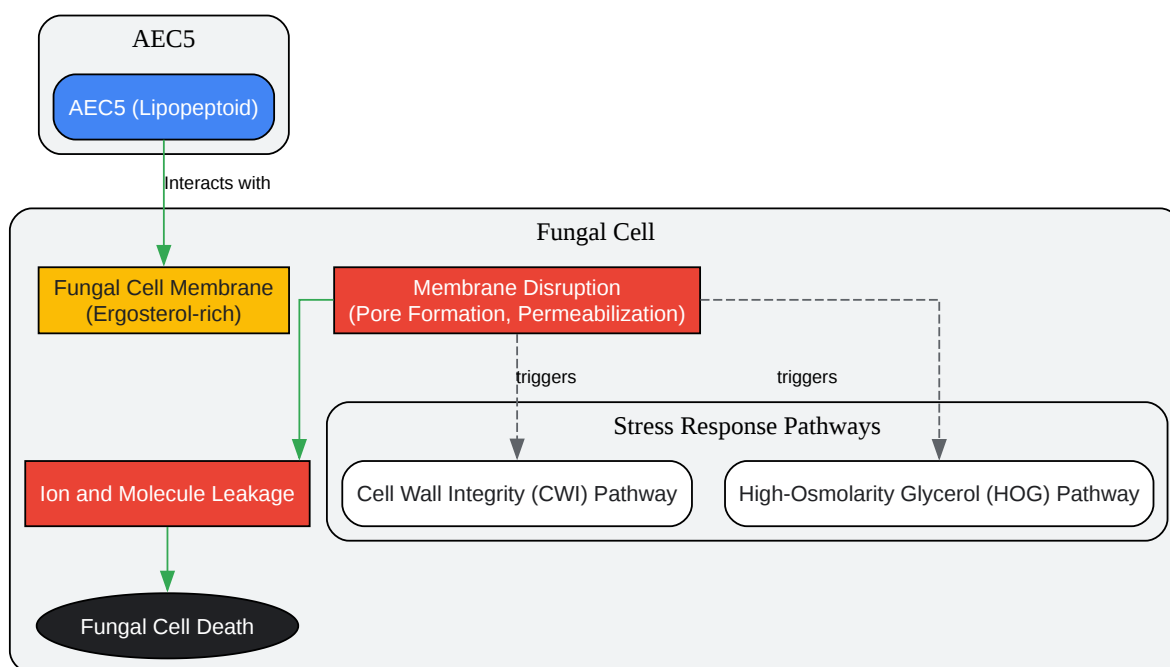 AEC5
AEC5 (Lipopeptoid)
Interacts with
Fungal Cell
Fungal Cell Membrane
(Ergosterol-rich)
Membrane Disruption
(Pore Formation, Permeabilization)
triggers
triggers
Stress Response Pathways
Ion and Molecule Leakage
Cell Wall Integrity (CWI) Pathway
High-Osmolarity Glycerol (HOG) Pathway
Fungal Cell Death